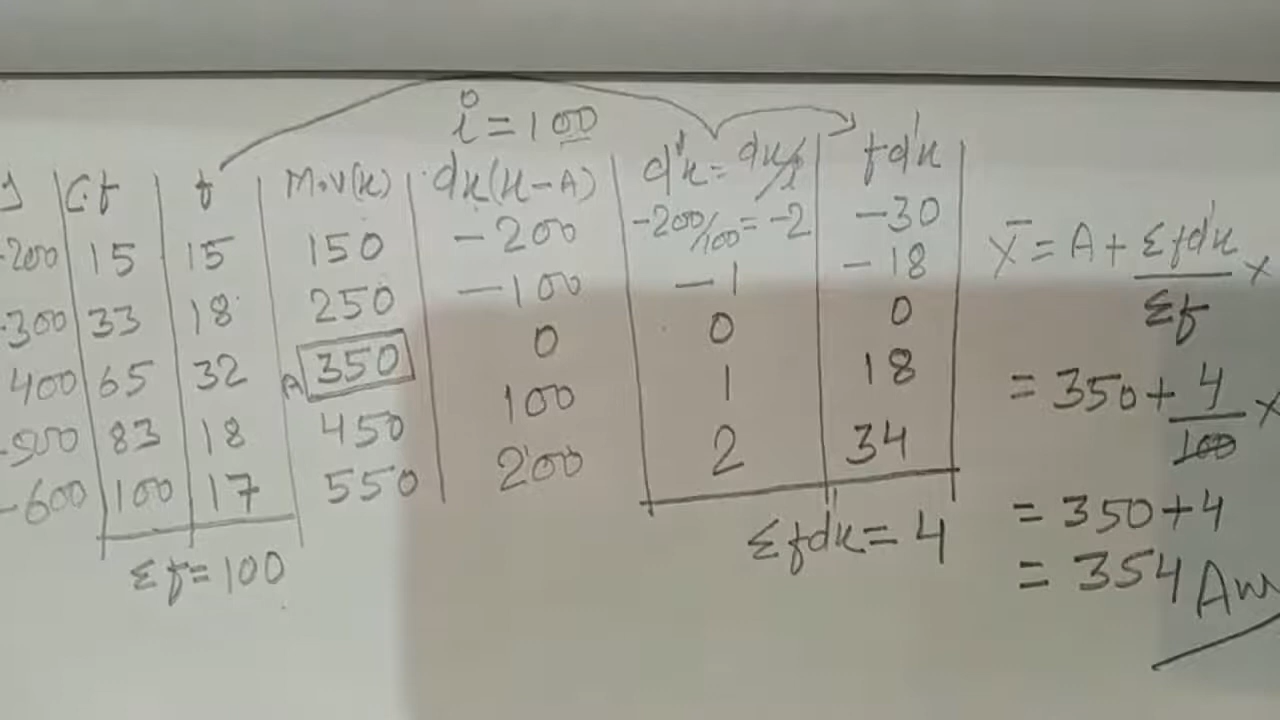 i = 100
C.f f M.V(x) dx(x-A) d'x = dx/i fd'x
-200 15 15 150 -200 -200/100 = -2 -30
-300 33 18 250 -100 -1 -18
400 65 32 A 350 0 0 0
-500 83 18 450 100 1 18
-600 100 17 550 200 2 34
Σf = 100
Σfd'x = 4
X̄ = A + Σfd'x/Σf ×
= 350 + 4/100 ×
= 350 + 4
= 354 Ans